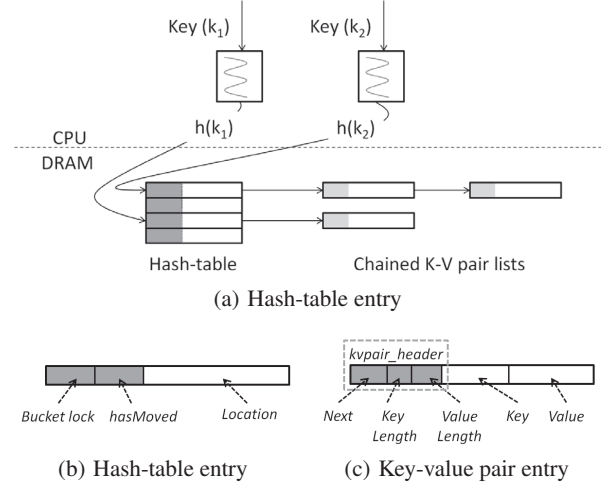 Key (k₁)
Key (k₂)
h(k₁)
h(k₂)
CPU
DRAM
Hash-table
Chained K-V pair lists
(a) Hash-table entry
Bucket lock
hasMoved
Location
(b) Hash-table entry
kvpair_header
Next
Key
Length
Value
Length
Key
Value
(c) Key-value pair entry